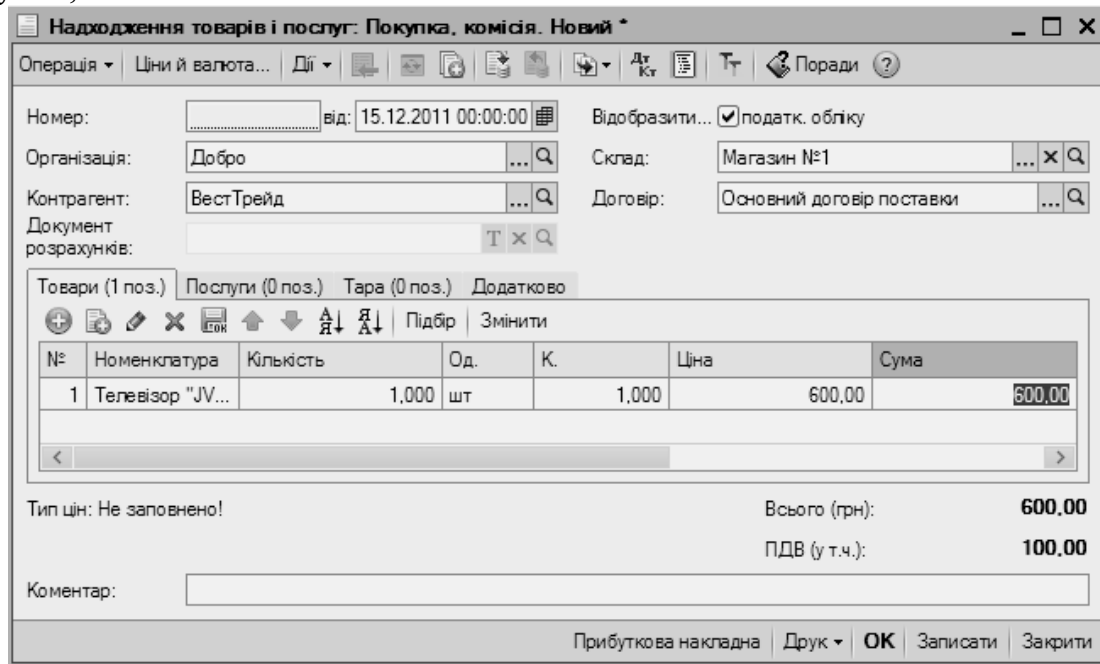 Надходження товарів і послуг: Покупка, комісія. Новий *
Операція Ціни й валюта... Дії Дт Кт Тт Поради ?
Номер: від: 15.12.2011 00:00:00 Відобразити... податк. обліку
Організація: Добро ... Склад: Магазин №1 ...
Контрагент: ВестТрейд ... Договір: Основний договір поставки ...
Документ
розрахунків: T
Товари (1 поз.) Послуги (0 поз.) Тара (0 поз.) Додатково
Підбір Змінити
№ Номенклатура Кількість Од. К. Ціна Сума
1 Телевізор "JV... 1,000 шт 1,000 600,00 600,00
Тип цін: Не заповнено! Всього (грн): 600,00
ПДВ (у т.ч.): 100,00
Коментар:
Прибуткова накладна Друк OK Записати Закрити